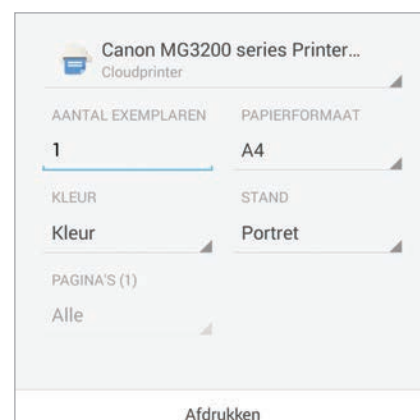 Canon MG3200 series Printer...
Cloudprinter
AANTAL EXEMPLAREN PAPIERFORMAAT
1 A4
KLEUR STAND
Kleur Portret
PAGINA'S (1)
Alle
Afdrukken